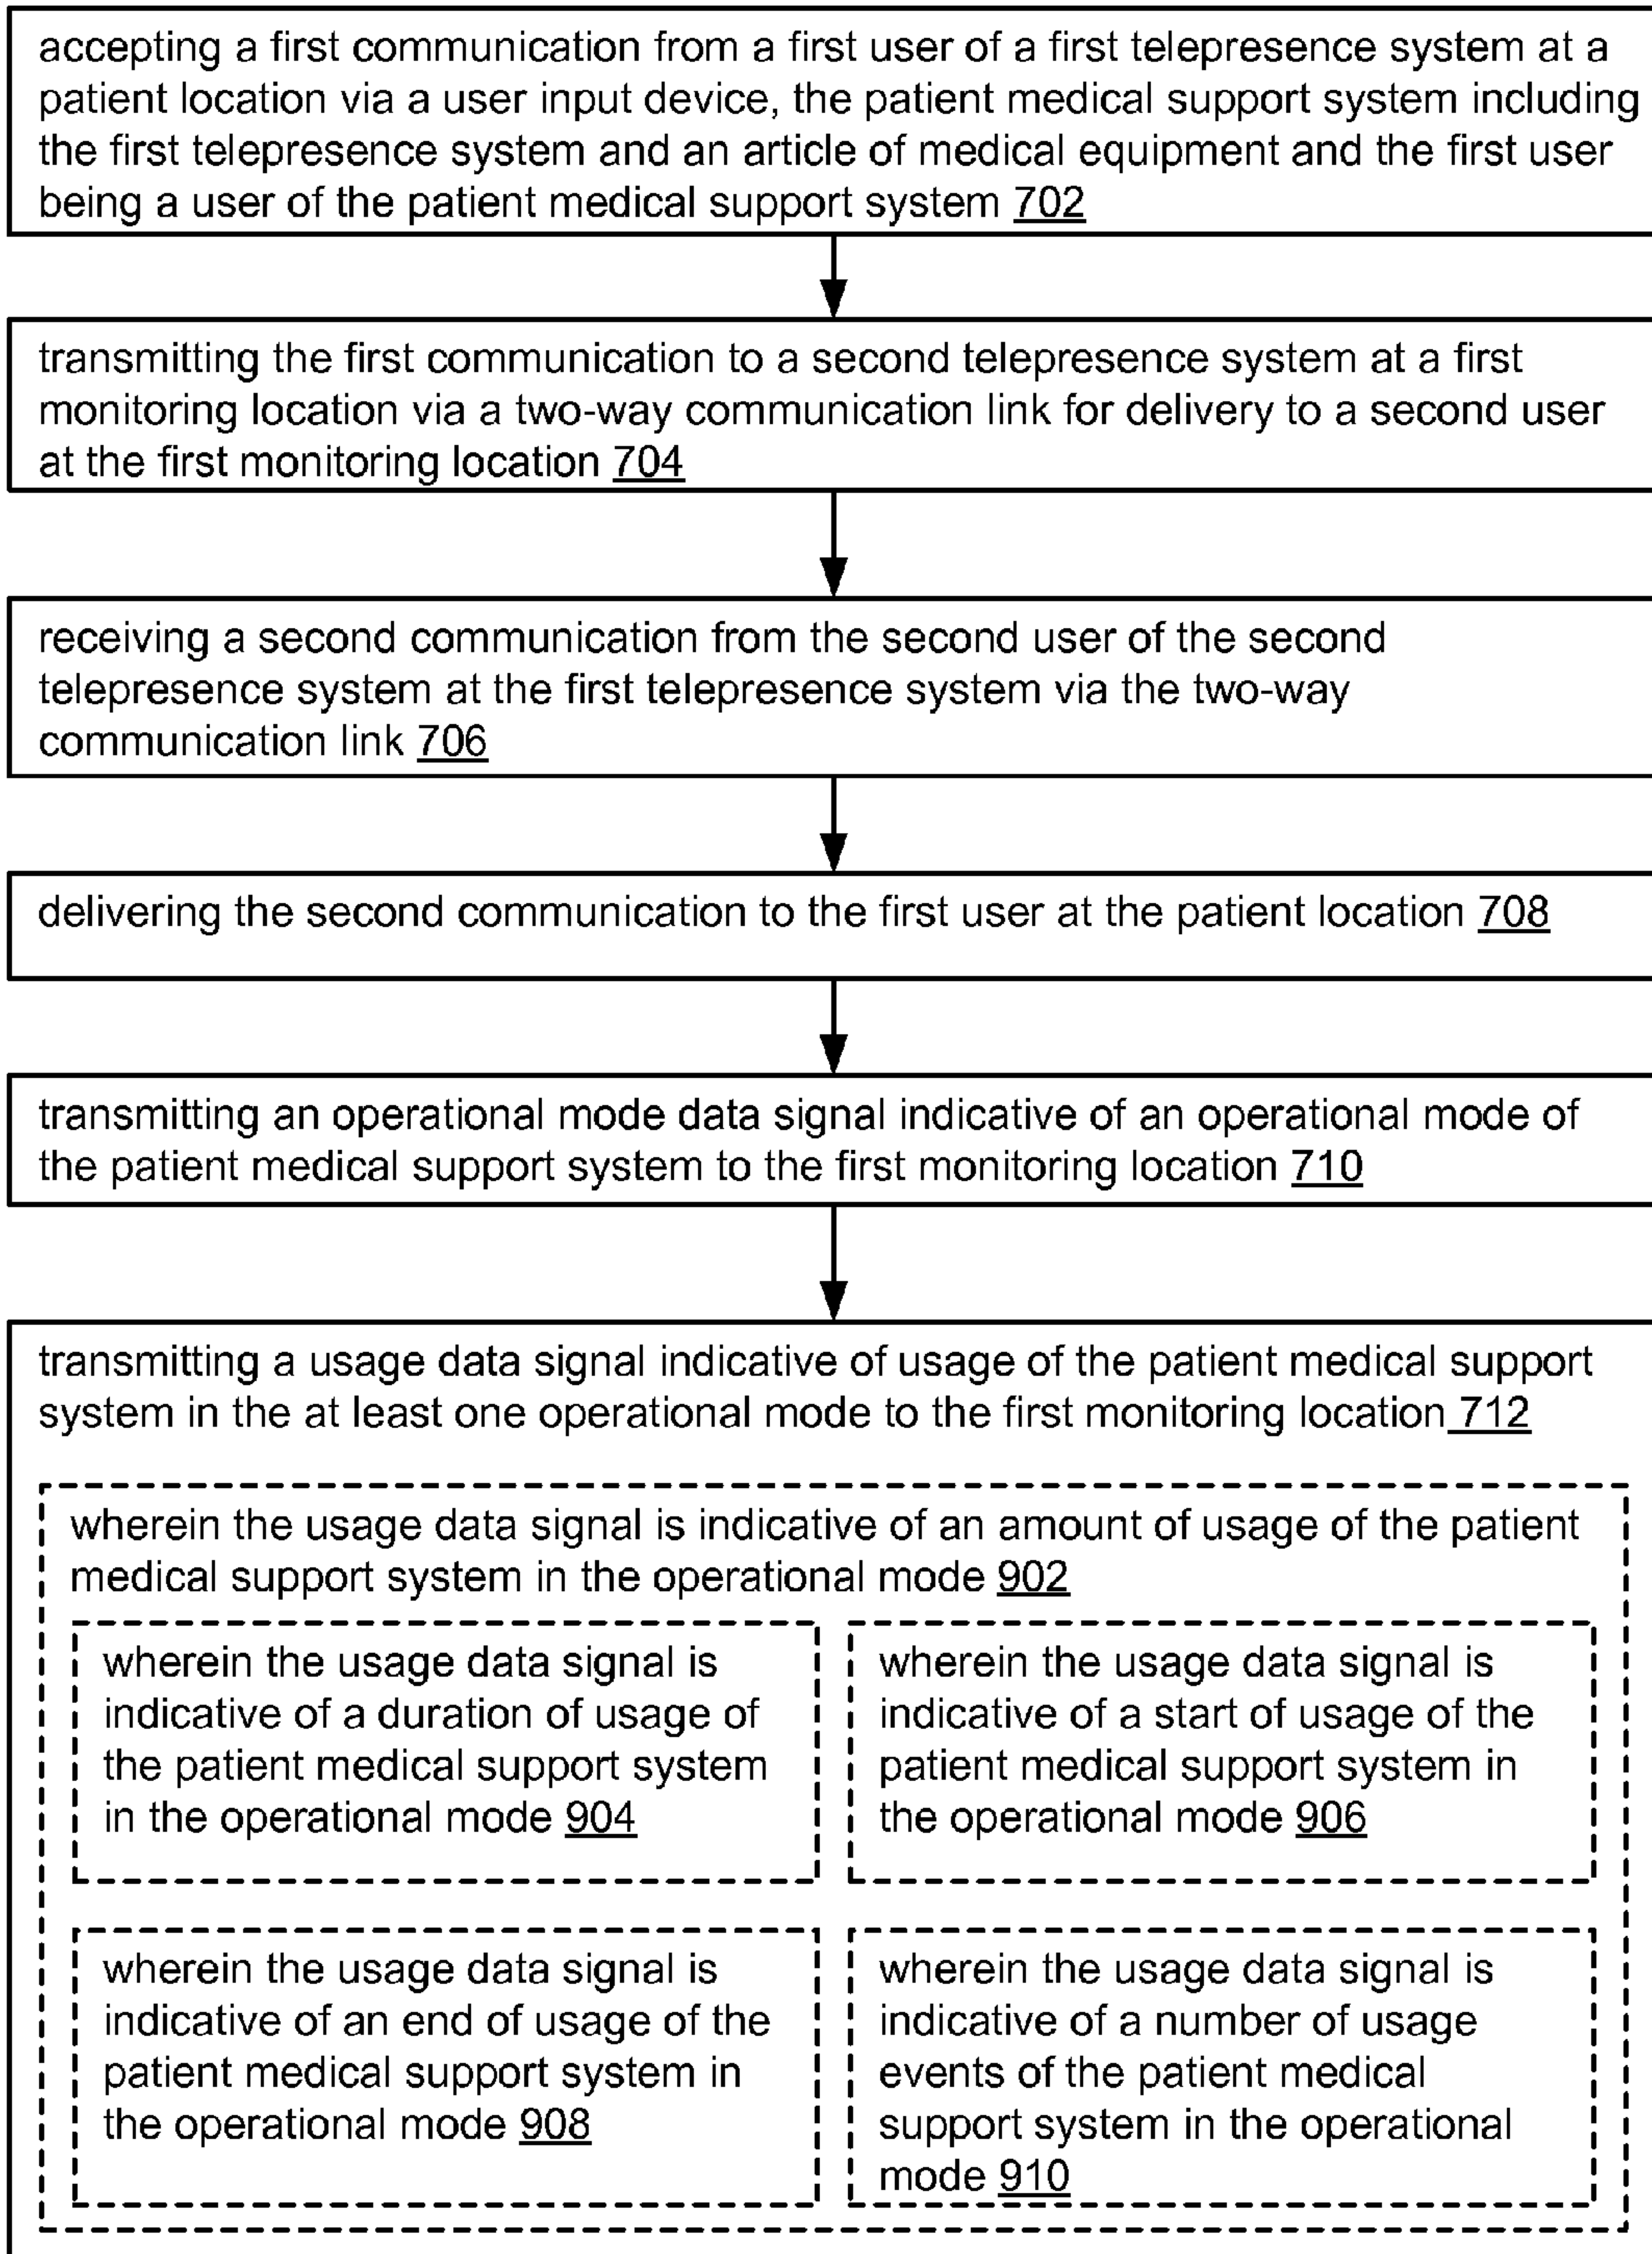 accepting a first communication from a first user of a first telepresence system at a
patient location via a user input device, the patient medical support system including
the first telepresence system and an article of medical equipment and the first user
being a user of the patient medical support system 702
transmitting the first communication to a second telepresence system at a first
monitoring location via a two-way communication link for delivery to a second user
at the first monitoring location 704
receiving a second communication from the second user of the second
telepresence system at the first telepresence system via the two-way
communication link 706
delivering the second communication to the first user at the patient location 708
transmitting an operational mode data signal indicative of an operational mode of
the patient medical support system to the first monitoring location 710
transmitting a usage data signal indicative of usage of the patient medical support
system in the at least one operational mode to the first monitoring location 712
wherein the usage data signal is indicative of an amount of usage of the patient
medical support system in the operational mode 902
wherein the usage data signal is
indicative of a duration of usage of
the patient medical support system
in the operational mode 904
wherein the usage data signal is
indicative of a start of usage of the
patient medical support system in
the operational mode 906
wherein the usage data signal is
indicative of an end of usage of the
patient medical support system in
the operational mode 908
wherein the usage data signal is
indicative of a number of usage
events of the patient medical
support system in the operational
mode 910